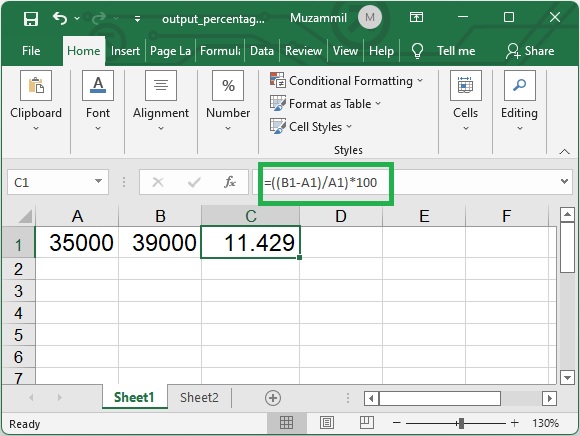 output_percentag... Muzammil M
File Home Insert Page La Formula Data Review View Help Tell me Share
Clipboard Font Alignment % Number Conditional Formatting Format as Table Cell Styles Styles Cells Editing
C1 fx =((B1-A1)/A1)*100
A B C D E F
1 35000 39000 11.429
2
3
4
5
6
7
Sheet1 Sheet2
Ready 130%